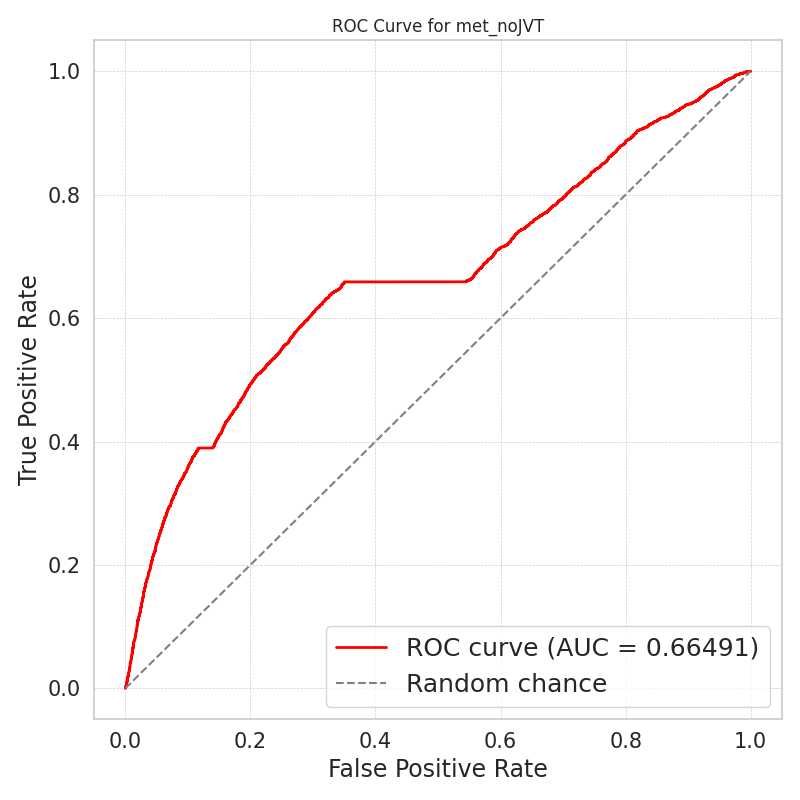 ROC Curve for met_noJVT
1.0
0.8
0.6
0.4
0.2
0.0
True Positive Rate
ROC curve (AUC = 0.66491)
Random chance
0.0 0.2 0.4 0.6 0.8 1.0
False Positive Rate